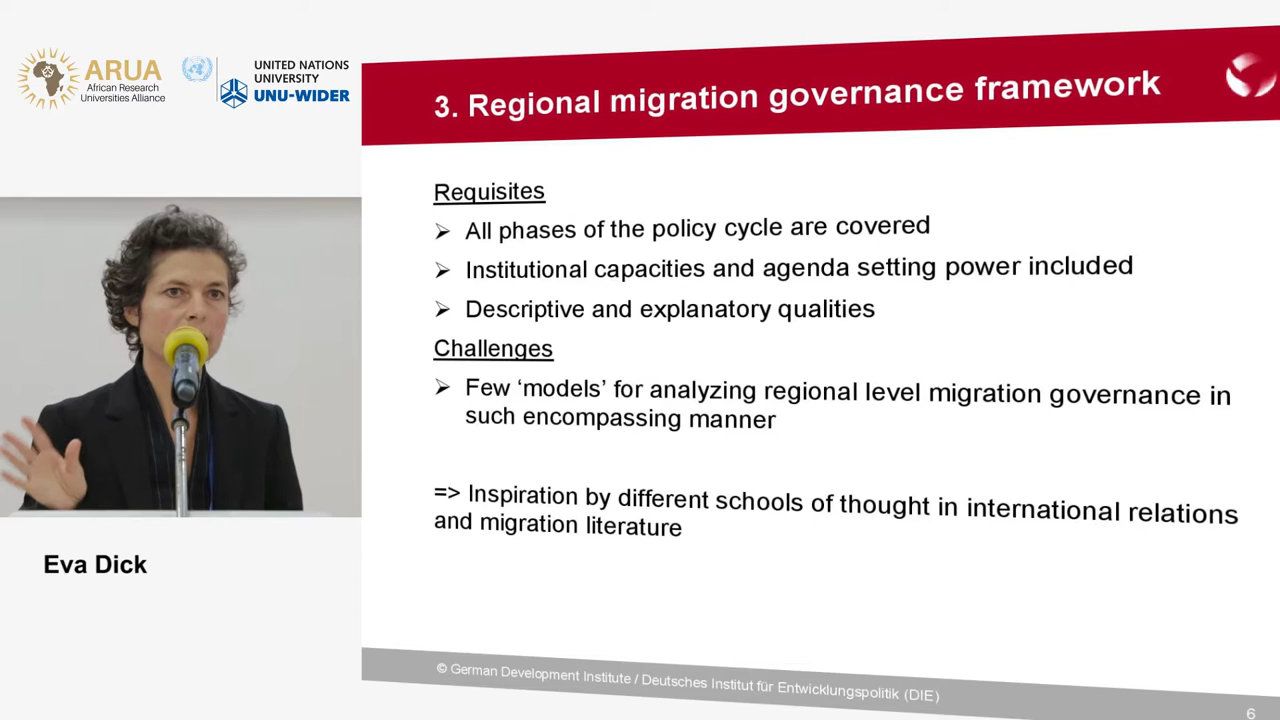 ARUA
African Research
Universities Alliance
UNITED NATIONS
UNIVERSITY
UNU-WIDER
3. Regional migration governance framework
Requisites
All phases of the policy cycle are covered
Institutional capacities and agenda setting power included
Descriptive and explanatory qualities
Challenges
Few ‘models’ for analyzing regional level migration governance in
such encompassing manner
=> Inspiration by different schools of thought in international relations
and migration literature
Eva Dick
© German Development Institute / Deutsches Institut für Entwicklungspolitik (DIE)
6